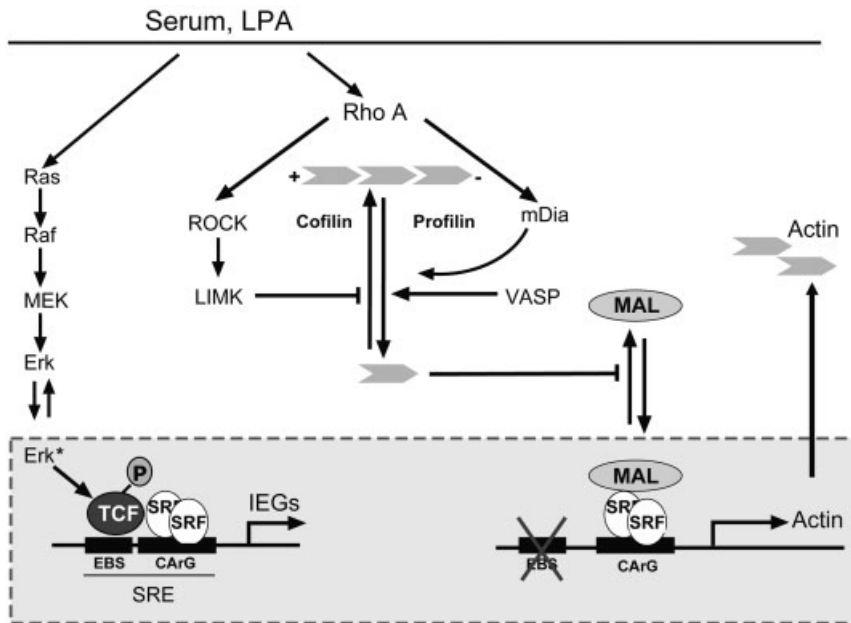 Serum, LPA
Rho A
Ras
+
-
ROCK
Cofilin
Profilin
mDia
Actin
Raf
MEK
LIMK
VASP
MAL
Erk
Erk*
P
TCF
SRF
SRF
IEGs
EBS
CArG
SRE
MAL
SRF
SRF
Actin
EBS
CArG